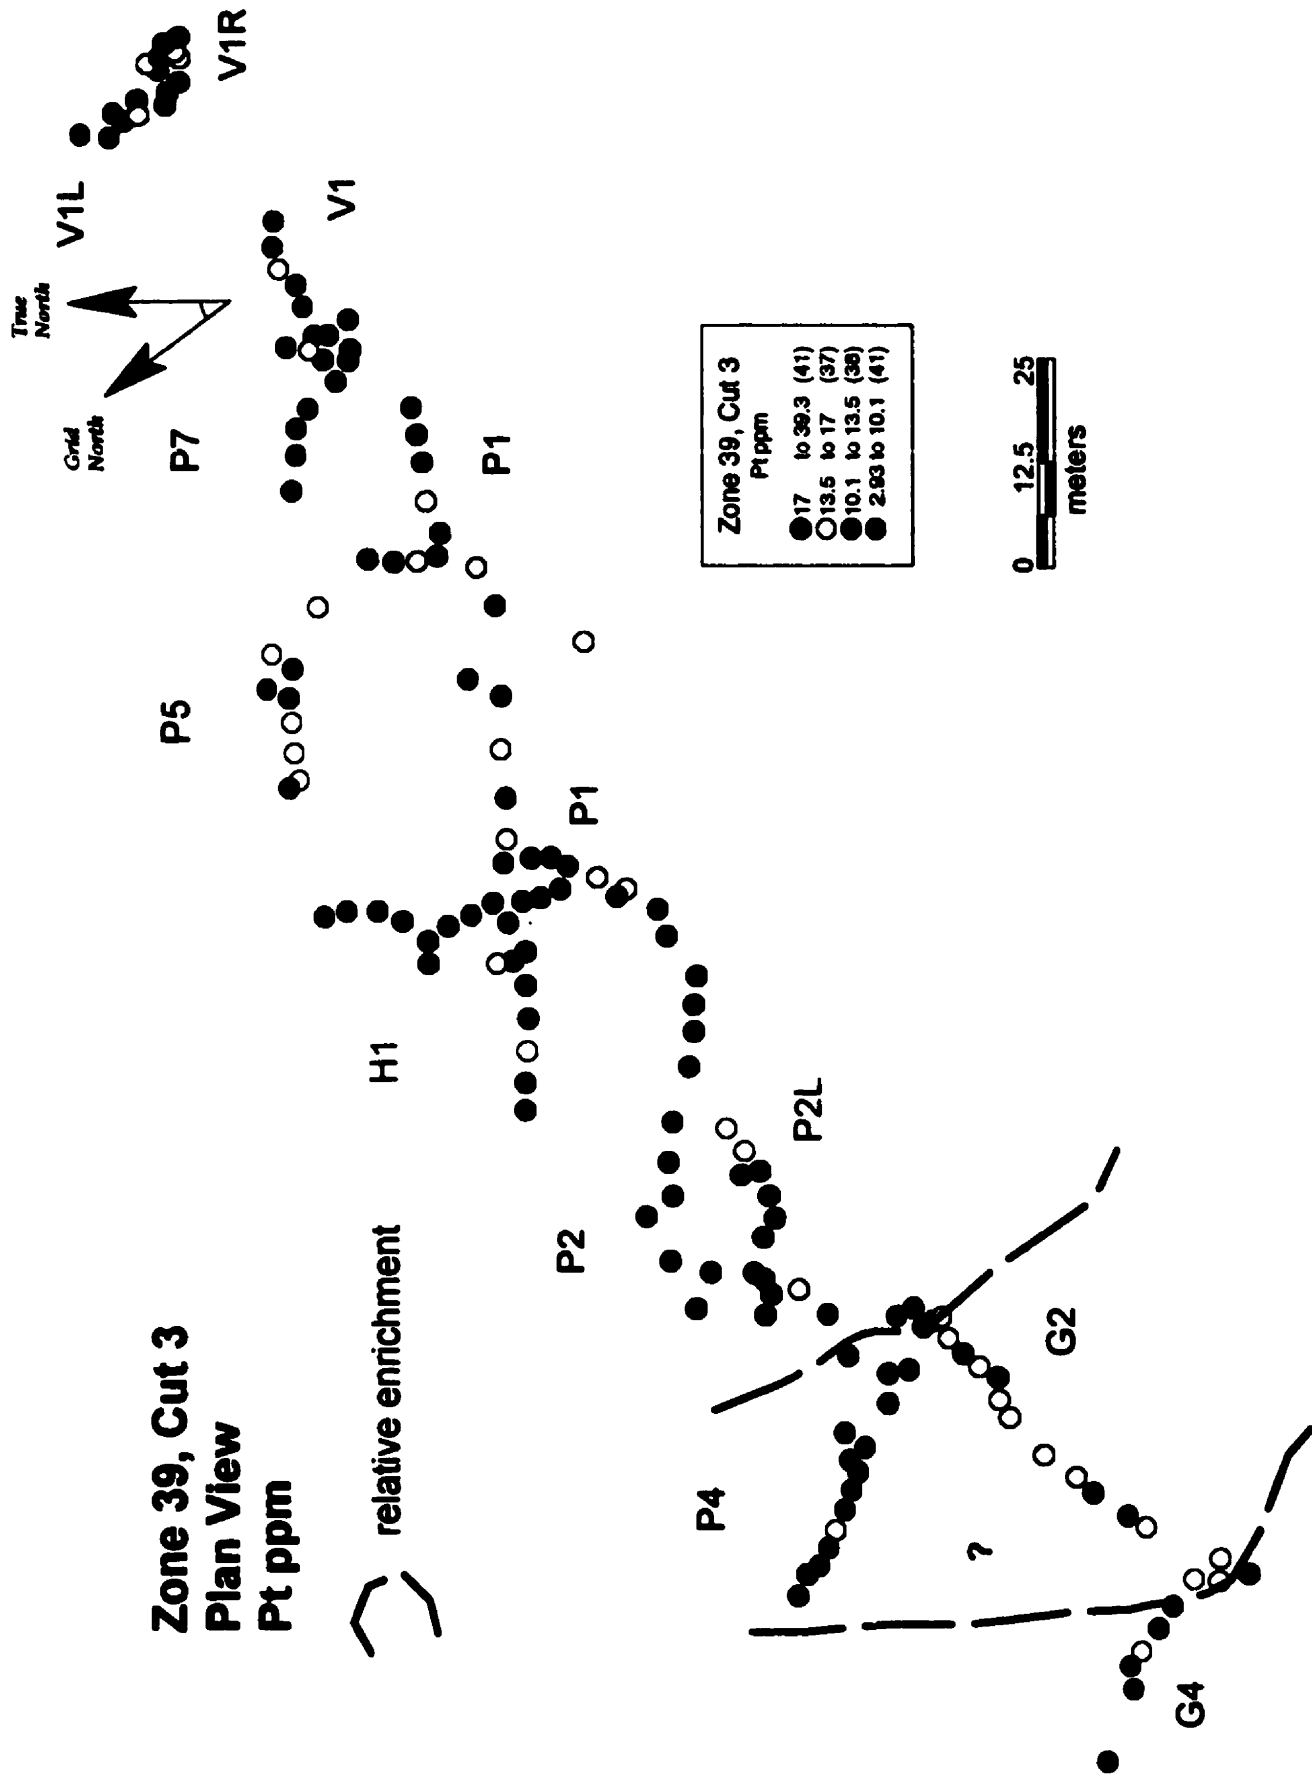 Zone 39, Cut 3
Plan View
Pt ppm
relative enrichment
True
North
Grid
North
V1L
V1R
V1
P7
P1
P5
P1
H1
P2
P2L
P4
G2
?
G4
Zone 39, Cut 3
Pt ppm
17 to 39.3 (41)
13.5 to 17 (37)
10.1 to 13.5 (38)
2.93 to 10.1 (41)
0 12.5 25
meters